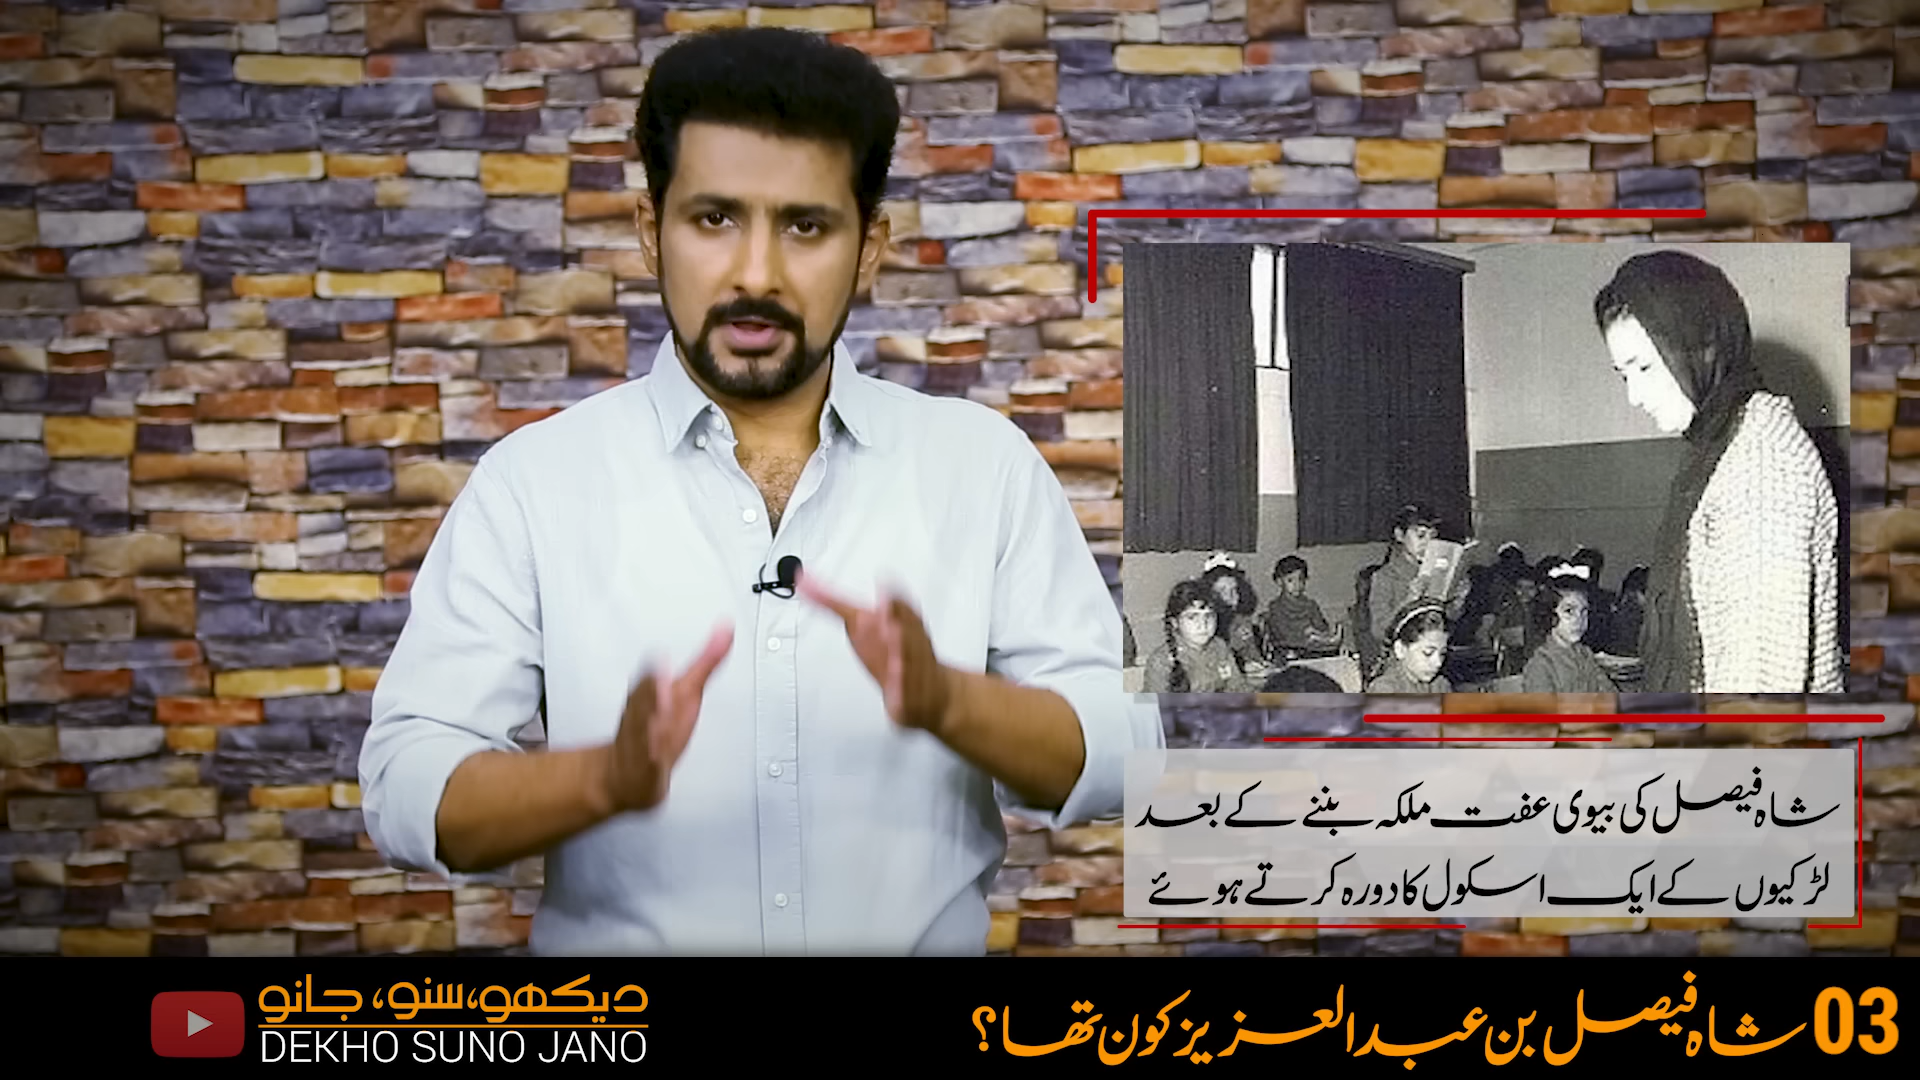 شاہ فیصل کی بیوی عفت ملکہ بننے کے بعد
لڑکیوں کے ایک اسکول کا دورہ کرتے ہوئے
03 شاہ فیصل بن عبدالعزیز کون تھا؟
دیکھو،سنو، جانو
DEKHO SUNO JANO